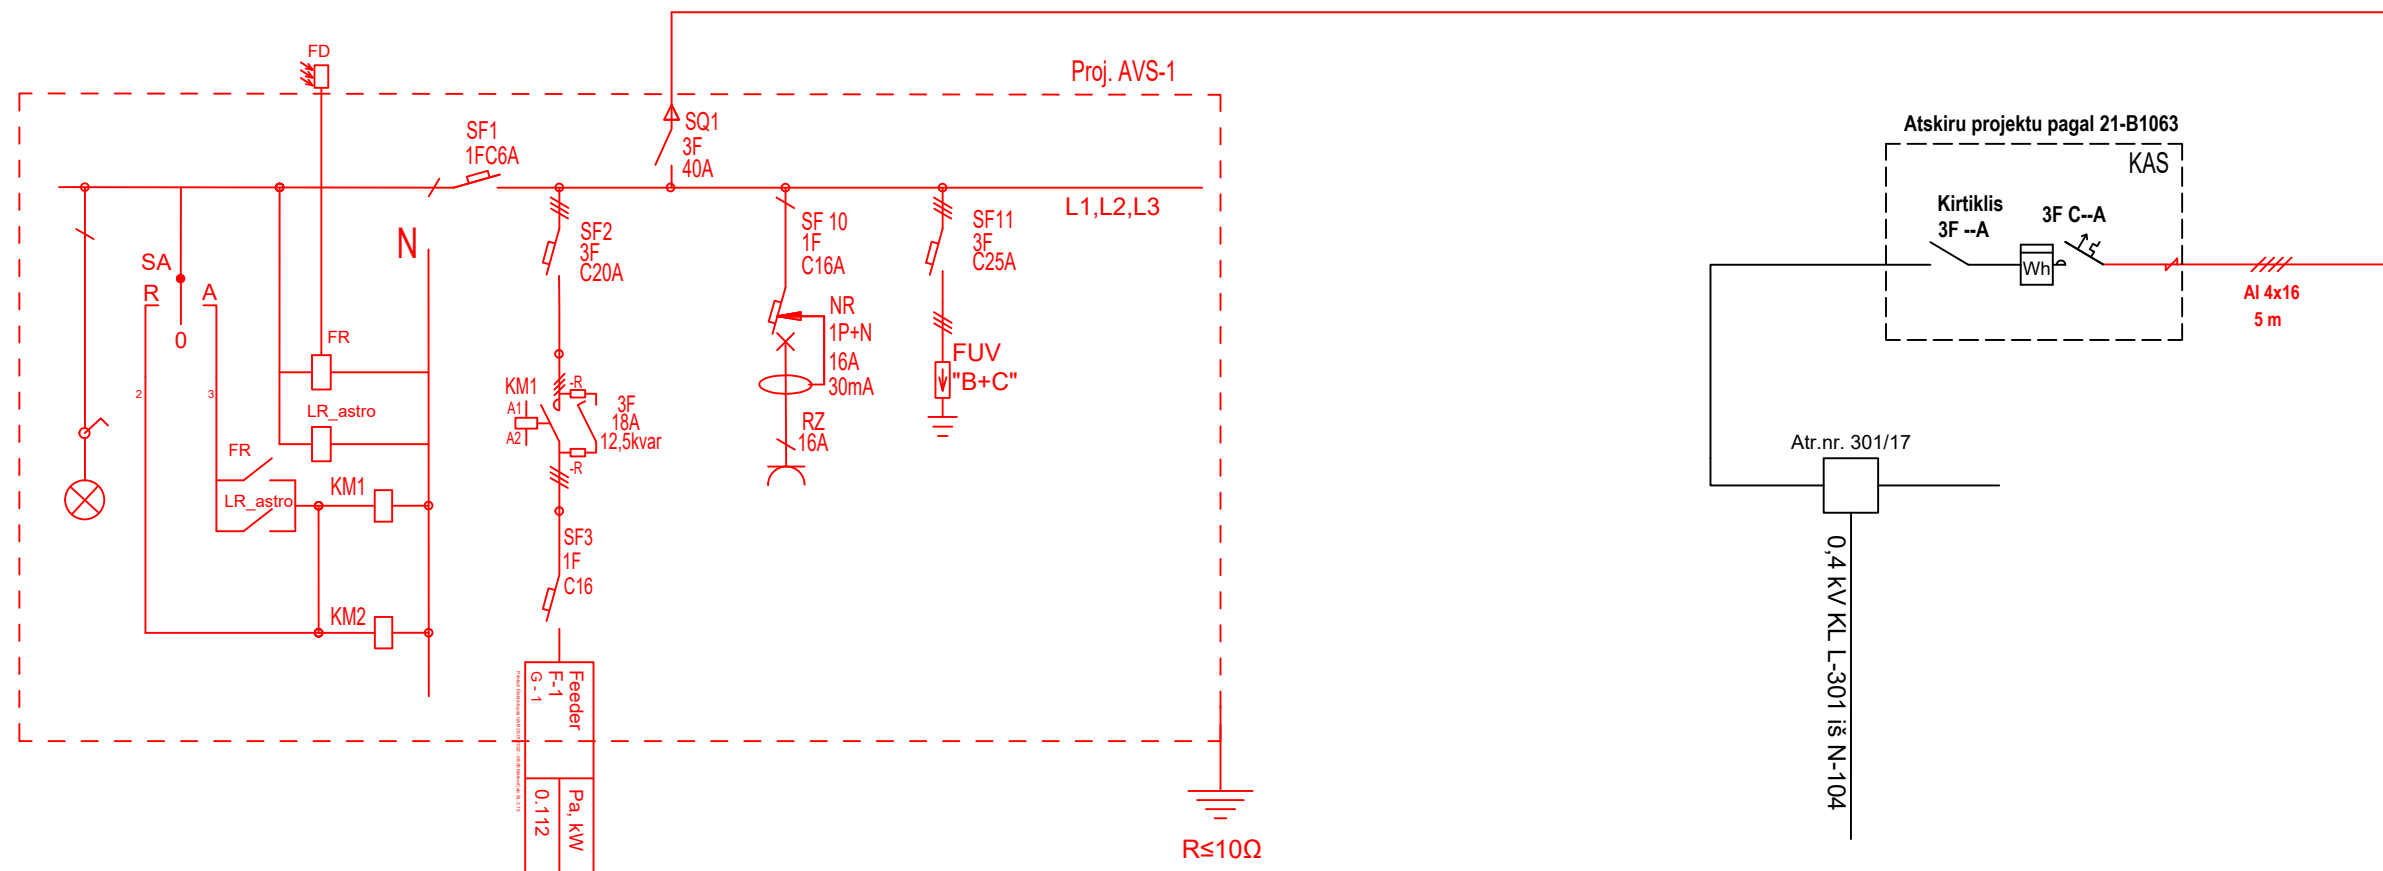 FD
Proj. AVS-1
SF1
1FC6A
SQ1
3F
40A
L1,L2,L3
N
SA
R
A
0
2
3
FR
LR_astro
FR
LR_astro
KM1
KM2
SF2
3F
C20A
KM1
A1
A2
-R
-R
3F
18A
12,5kvar
SF3
1F
C16
Feeder
F-1
G - 1
Pa, kW
0.112
SF 10
1F
C16A
NR
1P+N
16A
30mA
RZ
16A
SF11
3F
C25A
FUV
"B+C"
R≤10Ω
Atskiru projektu pagal 21-B1063
KAS
Kirtiklis
3F --A
3F C--A
Wh
Al 4x16
5 m
Atr.nr. 301/17
0,4 kV KL L-301 iš N-104